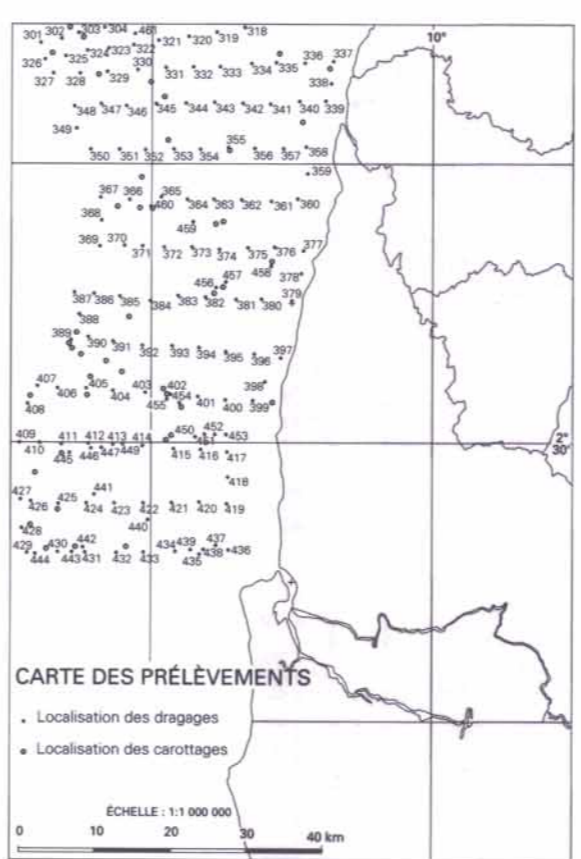 301 302 303 304 461 318
321 320 319
326 325 324 323 322
327 328 329 330 331 332 333 334 335 336 337
338
10°
348 347 346 345 344 343 342 341 340 339
349
350 351 352 353 354 355 356 357 358
359
367 366 365
368 460 364 363 362 361 360
459
369 370 371 372 373 374 375 376 377
458
456 457 378
387 386 385 384 383 382 381 380 379
388
389 390 391 392 393 394 395 396 397
398
407 406 405 404 403 402
408 455 454 401 400 399
409 450 452
410 411 412 413 414 451 453
445 446 447 449 415 416 417
2°
30'
418
427 441
426 425 424 423 422 421 420 419
428 440
429 430 442 434 439 437
444 443 431 432 433 435 438 436
CARTE DES PRÉLÈVEMENTS
Localisation des dragages
Localisation des carottages
ÉCHELLE : 1:1 000 000
0 10 20 30 40 km